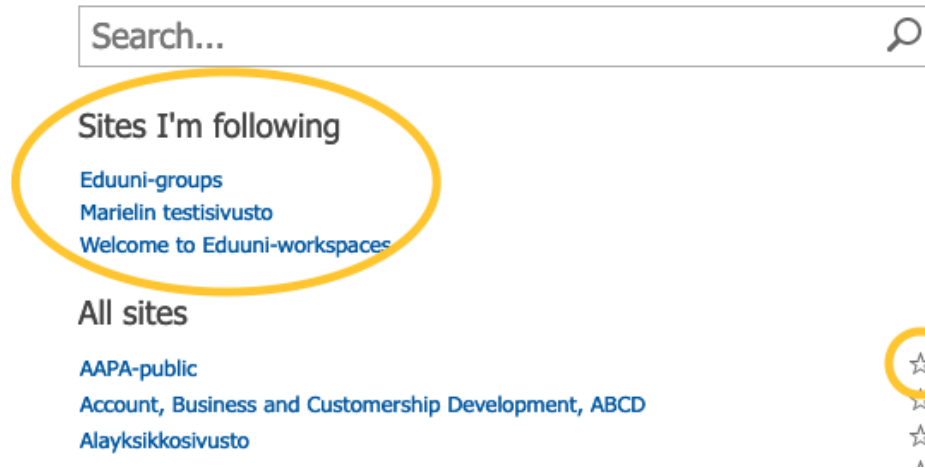 Search...
Sites I'm following
Eduuni-groups
Marielin testisivusto
Welcome to Eduuni-workspaces
All sites
AAPA-public
Account, Business and Customership Development, ABCD
Alayksikkosivusto